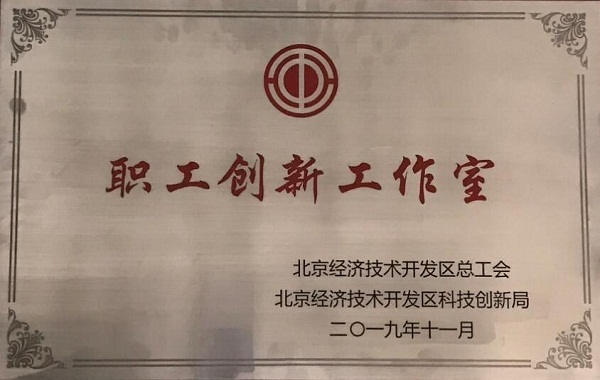 职工创新工作室
北京经济技术开发区总工会
北京经济技术开发区科技创新局
二〇一九年十一月